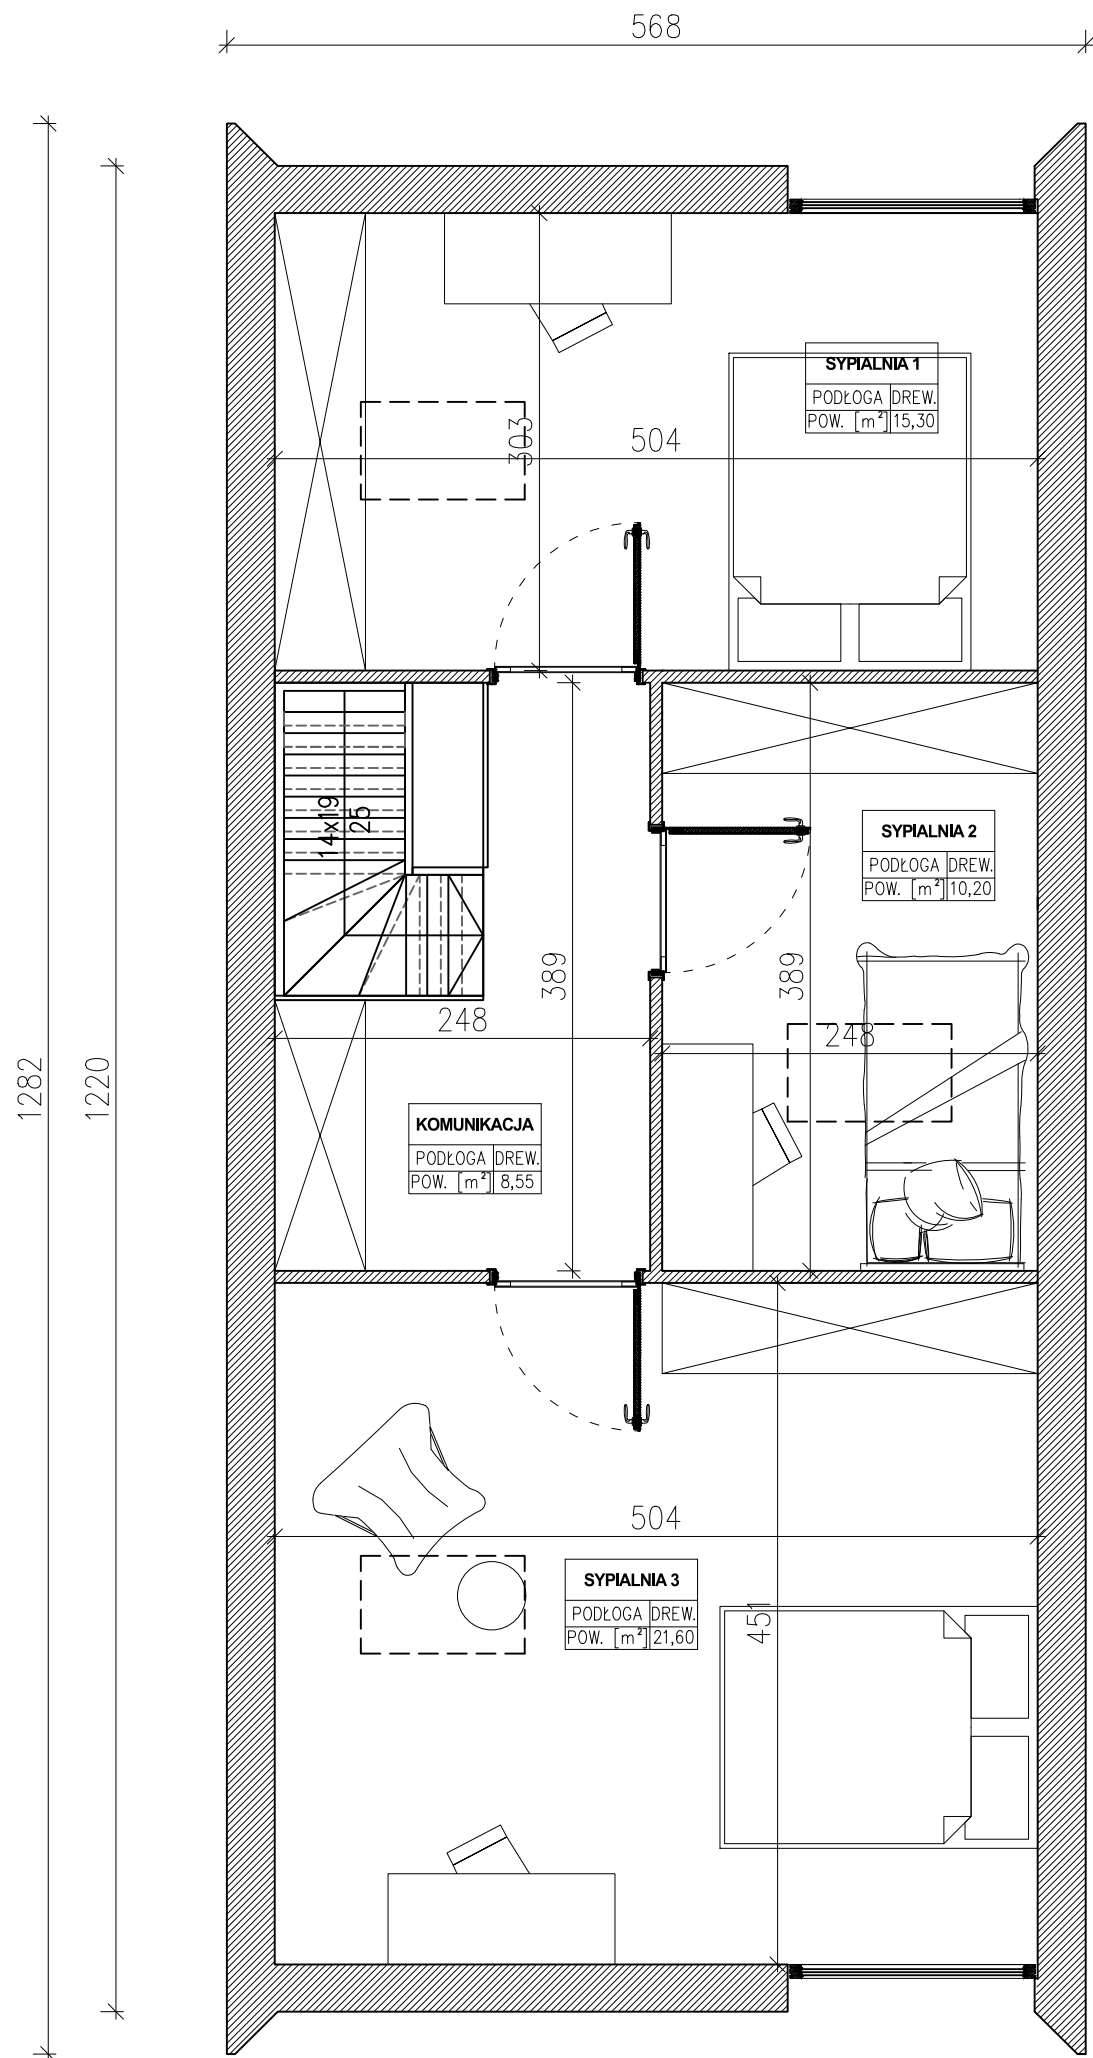 568
SYPIALNIA 1
PODŁOGA DREW.
POW. [m²] 15,30
303
504
14x19
25
SYPIALNIA 2
PODŁOGA DREW.
POW. [m²] 10,20
389
389
248
248
1282
1220
KOMUNIKACJA
PODŁOGA DREW.
POW. [m²] 8,55
504
SYPIALNIA 3
PODŁOGA DREW.
POW. [m²] 21,60
451